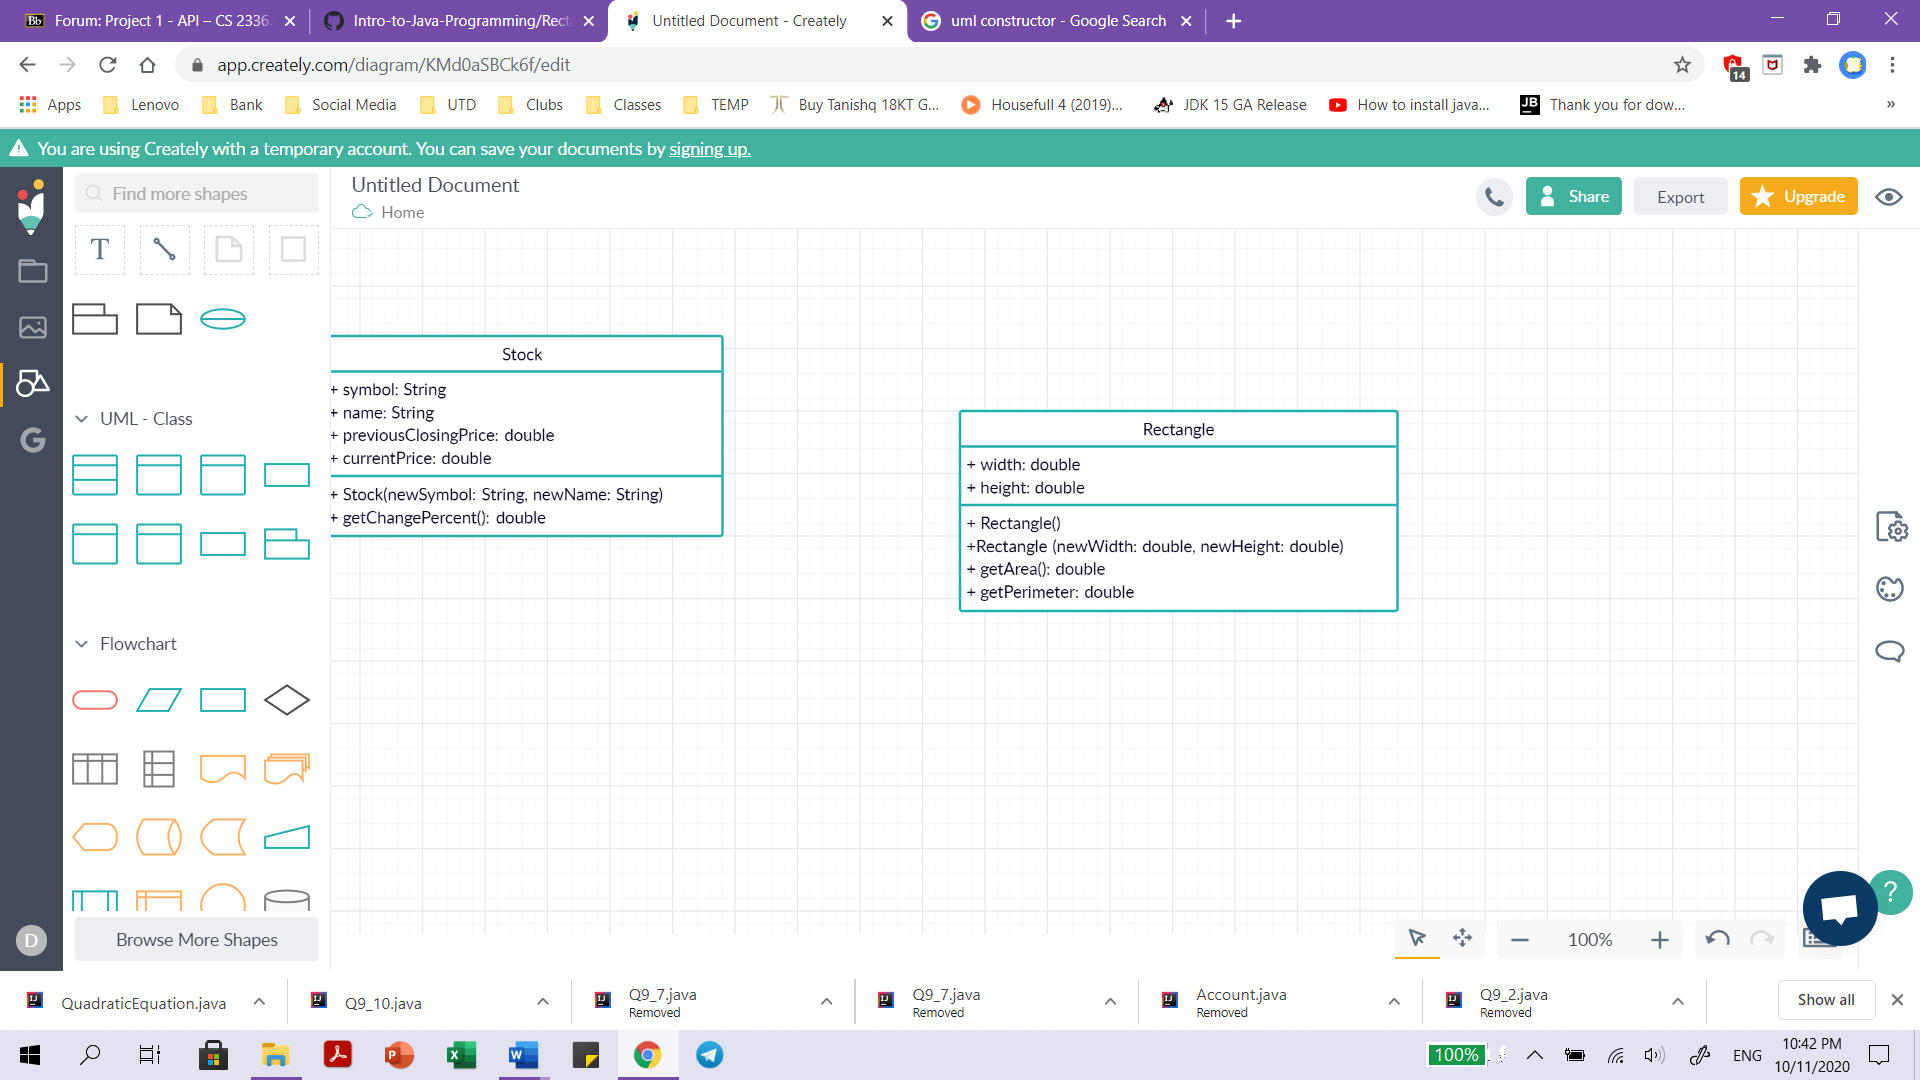 Bb Forum: Project 1 - API – CS 2336.
Intro-to-Java-Programming/Rect
Untitled Document - Creately
uml constructor - Google Search
app.creately.com/diagram/KMd0aSBCk6f/edit
14
Apps
Lenovo
Bank
Social Media
UTD
Clubs
Classes
TEMP
Buy Tanishq 18KT G...
Housefull 4 (2019)...
JDK 15 GA Release
How to install java...
JB Thank you for dow...
»
You are using Creately with a temporary account. You can save your documents by signing up.
Find more shapes
Untitled Document
Home
Share
Export
Upgrade
T
Stock
+ symbol: String
+ name: String
+ previousClosingPrice: double
+ currentPrice: double
+ Stock(newSymbol: String, newName: String)
+ getChangePercent(): double
Rectangle
+ width: double
+ height: double
+ Rectangle()
+Rectangle (newWidth: double, newHeight: double)
+ getArea(): double
+ getPerimeter: double
UML - Class
Flowchart
Browse More Shapes
D
100%
?
QuadraticEquation.java
Q9_10.java
Q9_7.java
Removed
Q9_7.java
Removed
Account.java
Removed
Q9_2.java
Removed
Show all
100%
ENG
10:42 PM
10/11/2020